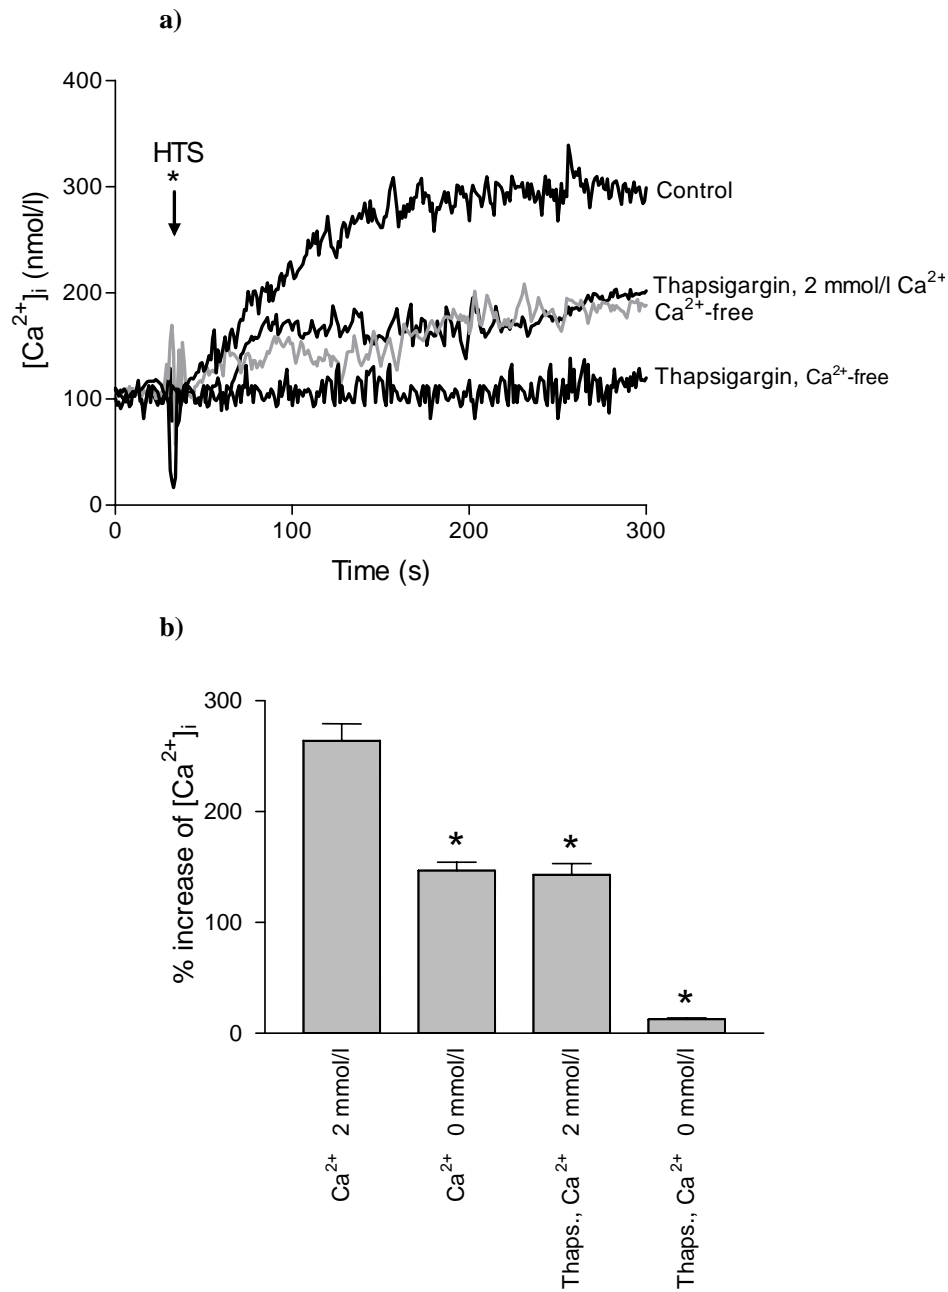 a)
400
300
200
100
0
[Ca²⁺]ᵢ (nmol/l)
HTS
*
Control
Thapsigargin, 2 mmol/l Ca²⁺
Ca²⁺-free
Thapsigargin, Ca²⁺-free
0
100
200
300
Time (s)
b)
300
200
100
0
% increase of [Ca²⁺]ᵢ
*
*
*
Ca²⁺ 2 mmol/l
Ca²⁺ 0 mmol/l
Thaps., Ca²⁺ 2 mmol/l
Thaps., Ca²⁺ 0 mmol/l